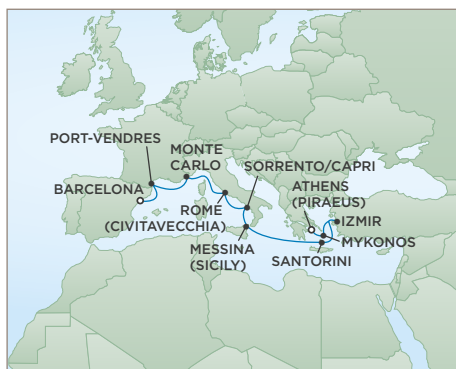 PORT-VENDRES
MONTE
CARLO
SORRENTO/CAPRI
BARCELONA
ATHENS
(PIRAEUS)
ROME
(CIVITAVECCHIA)
IZMIR
MYKONOS
MESSINA
(SICILY)
SANTORINI